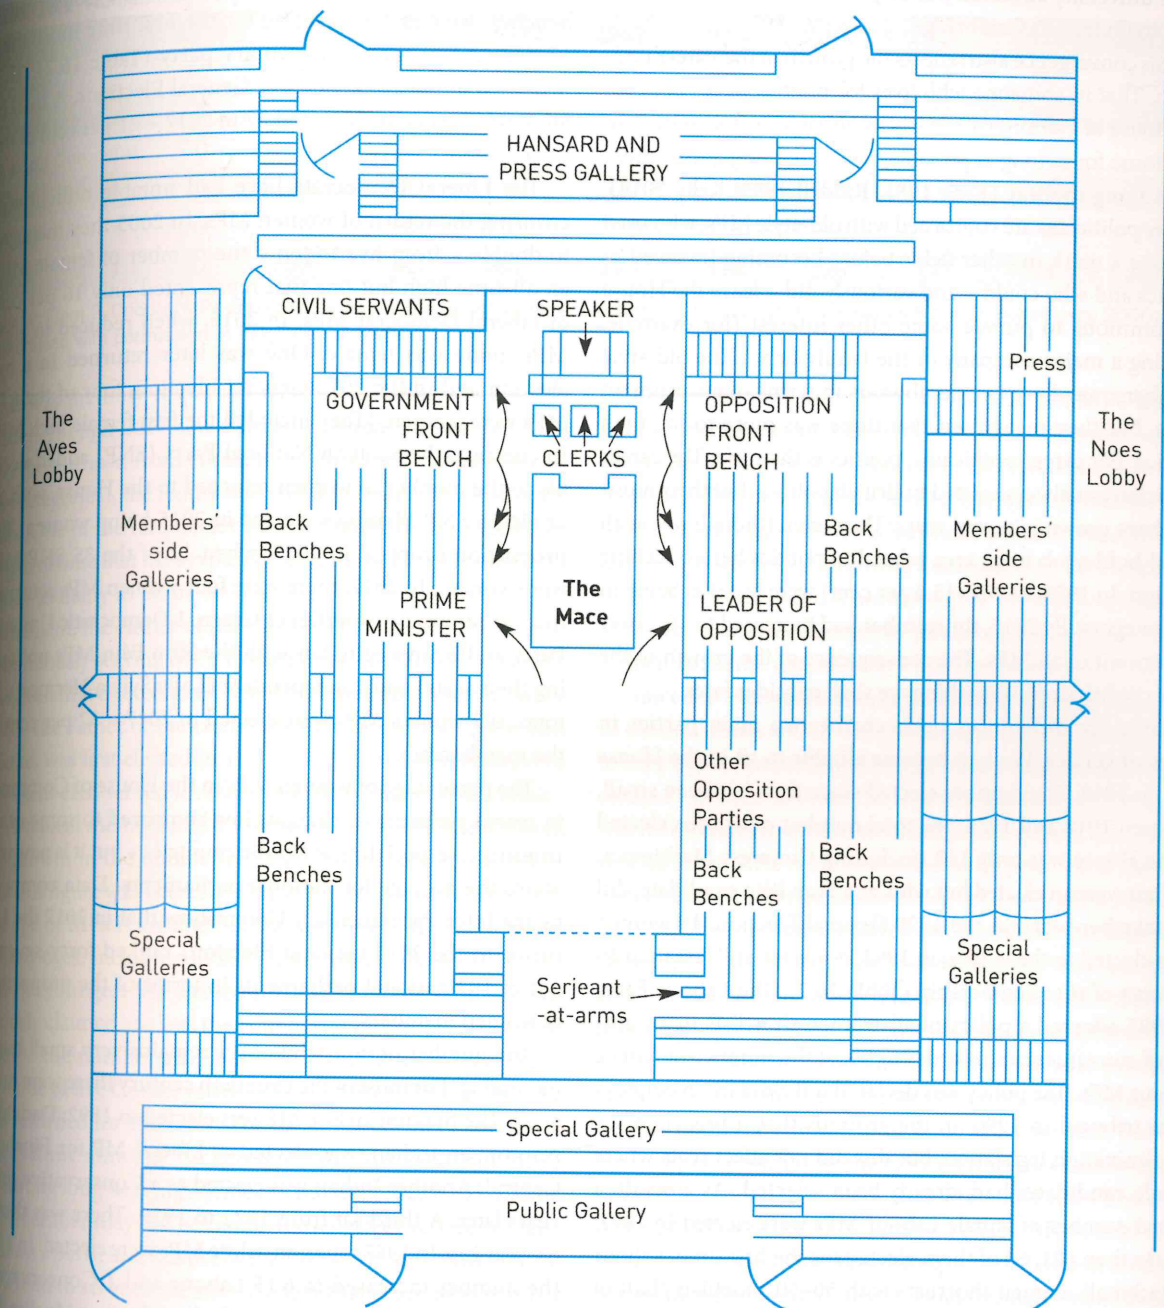 HANSARD AND
PRESS GALLERY
CIVIL SERVANTS
SPEAKER
Press
GOVERNMENT
FRONT
BENCH
OPPOSITION
FRONT
BENCH
CLERKS
The
Ayes
Lobby
The
Noes
Lobby
Members'
side
Galleries
Back
Benches
Back
Benches
Members'
side
Galleries
The
Mace
PRIME
MINISTER
LEADER OF
OPPOSITION
Other
Opposition
Parties
Back
Benches
Back
Benches
Back
Benches
Special
Galleries
Special
Galleries
Serjeant
-at-arms
Special Gallery
Public Gallery